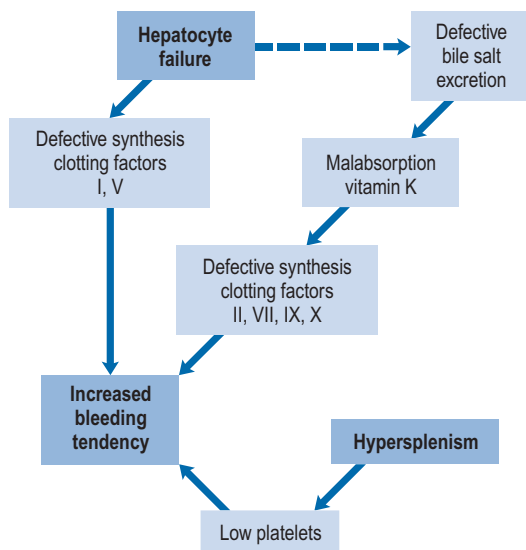 Hepatocyte
failure
Defective
bile salt
excretion
Defective synthesis
clotting factors
I, V
Malabsorption
vitamin K
Defective synthesis
clotting factors
II, VII, IX, X
Increased
bleeding
tendency
Hypersplenism
Low platelets